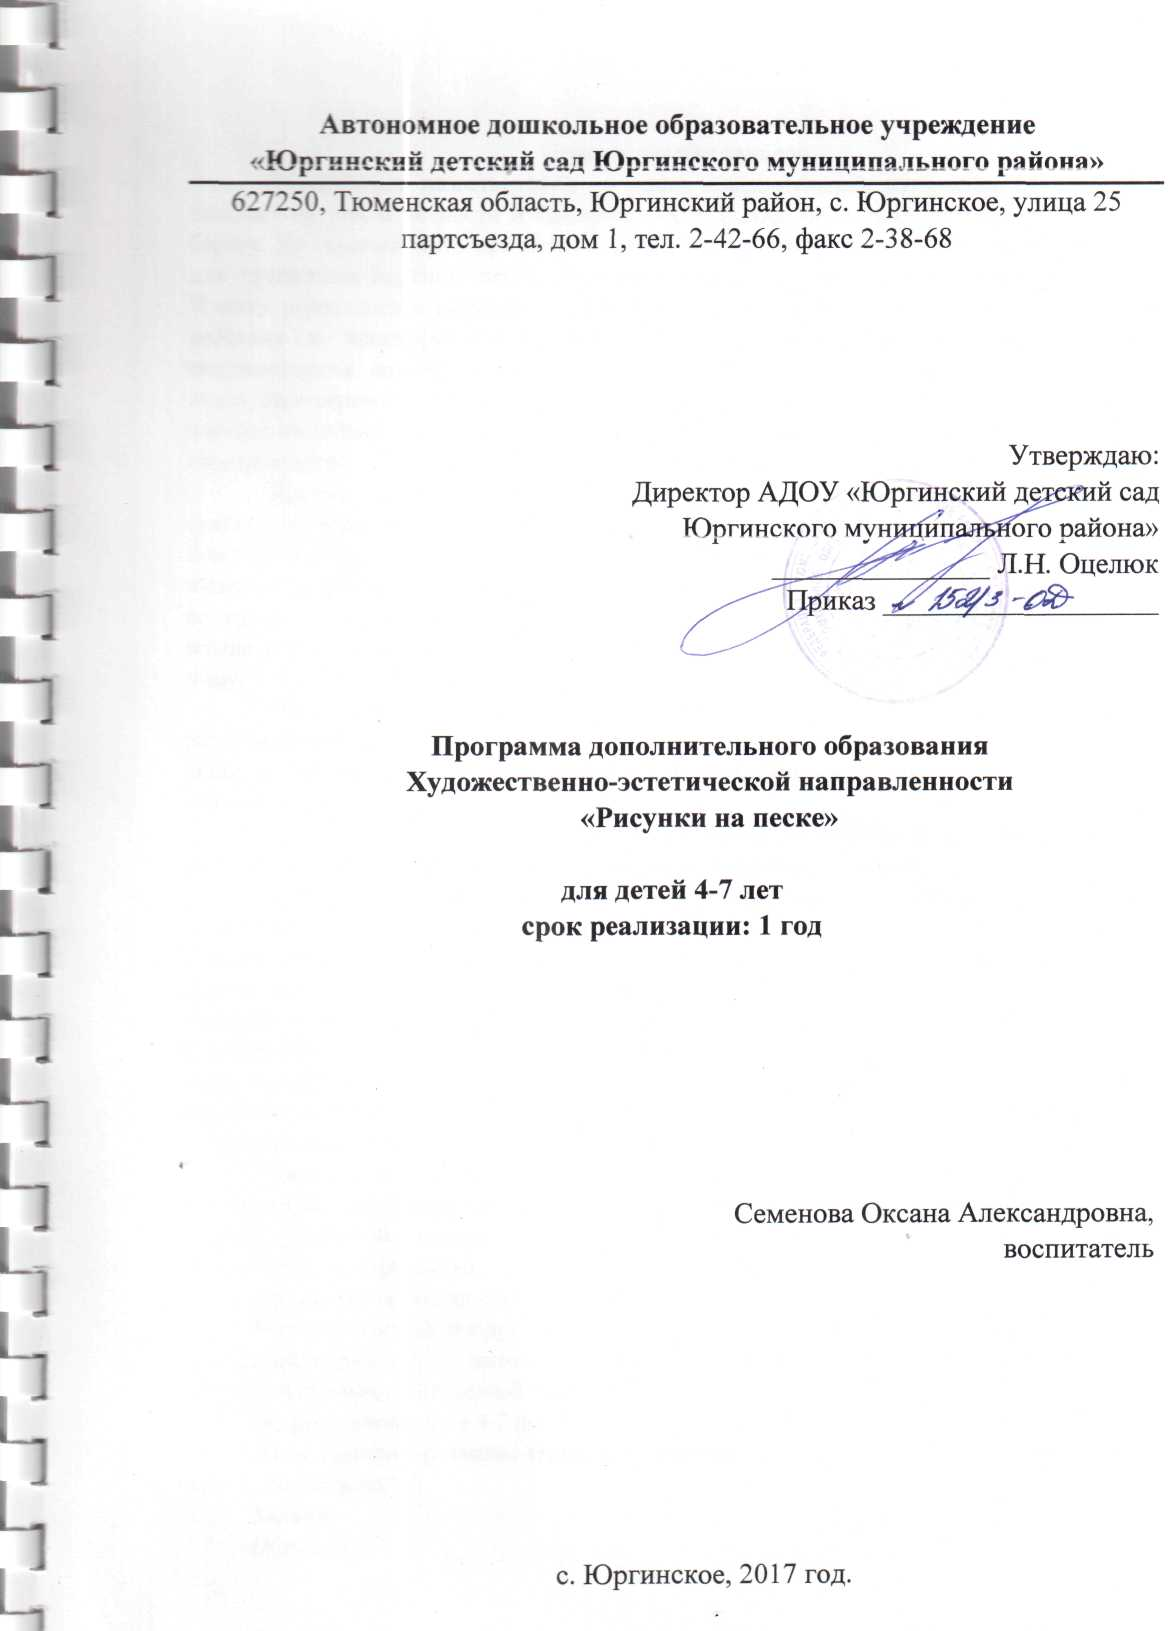 Автономное дошкольное образовательное учреждение
«Юргинский детский сад Юргинского муниципального района»
627250, Тюменская область, Юргинский район, с. Юргинское, улица 25
партсъезда, дом 1, тел. 2-42-66, факс 2-38-68
Утверждаю:
Директор АДОУ «Юргинский детский сад
Юргинского муниципального района»
Л.Н. Оцелюк
Приказ
Программа дополнительного образования
Художественно-эстетической направленности
«Рисунки на песке»
для детей 4-7 лет
срок реализации: 1 год
Семенова Оксана Александровна,
воспитатель
с. Юргинское, 2017 год.